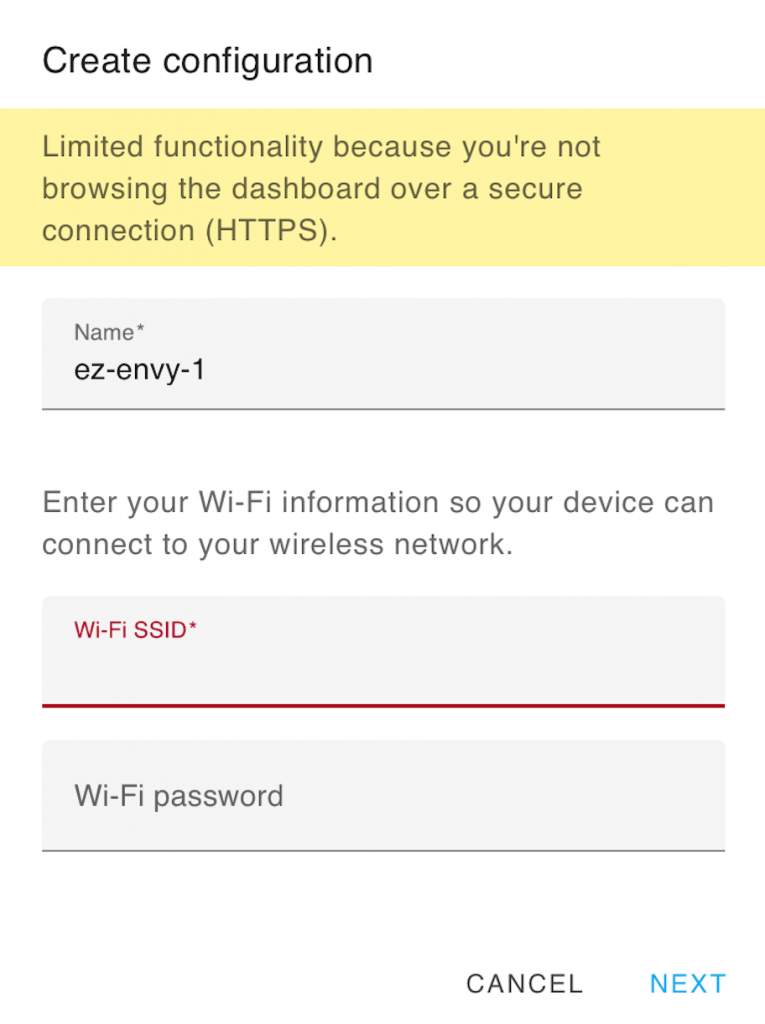 Create configuration
Limited functionality because you're not
browsing the dashboard over a secure
connection (HTTPS).
Name*
ez-envy-1
Enter your Wi-Fi information so your device can
connect to your wireless network.
Wi-Fi SSID*
Wi-Fi password
CANCEL NEXT